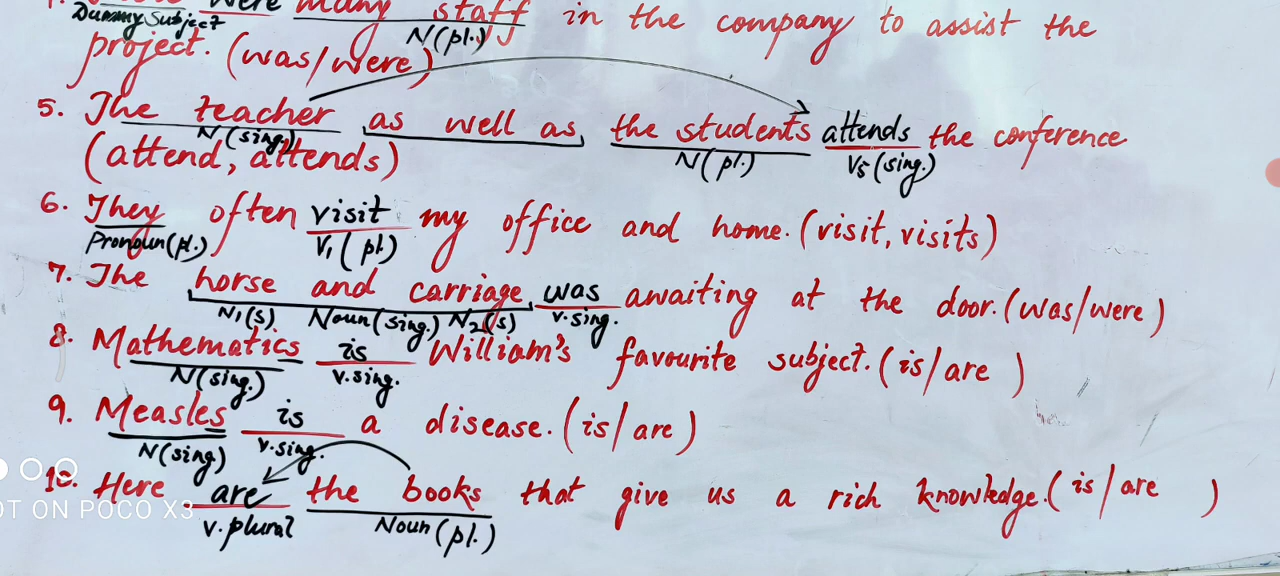 were many staff in the company to assist the
Dummy Subject N(pl.)
project. (was/were)
5. The teacher as well as, the students attends the conference
N(sing) N(pl.) V5(sing.)
(attend, attends)
6. They often visit my office and home. (visit, visits)
Pronoun(pl.) V1(pl)
7. The horse and carriage was awaiting at the door. (was/were)
N1(s) Noun(sing.) N2(s) v.sing.
8. Mathematics is William's favourite subject. (is/are)
N(sing.) v.sing.
9. Measles is a disease. (is/are)
N(sing) v.sing.
10. Here are the books that give us a rich knowledge. (is/are)
v.plural Noun(pl.)
OT ON POCO X3